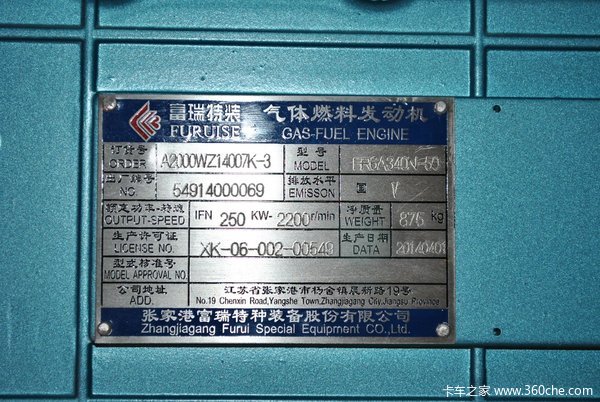 富瑞特装 气体燃料发动机
FURUISE GAS-FUEL ENGINE
订货号 ORDER A2000WZ14007K-3 型号 MODEL FRGA340N-50
出厂编号 NO. 54914000069 排放水平 EMISSON 国 V
额定功率-转速 OUTPUT-SPEED IFN 250 KW- 2200r/min 净质量 WEIGHT 875 kg
生产许可证 LICENSE NO. XK-06-002-00549 生产日期 DATA 20140401
型式核准号 MODEL APPROVAL NO.
公司地址 ADD. 江苏省张家港市杨舍镇晨新路19号
No.19 Chenxin Road,Yangshe Town,Zhangjiagang City,Jiangsu Province
张家港富瑞特种装备股份有限公司
Zhangjiagang Furui Special Equipment CO.,Ltd.
卡车之家 www.360che.com